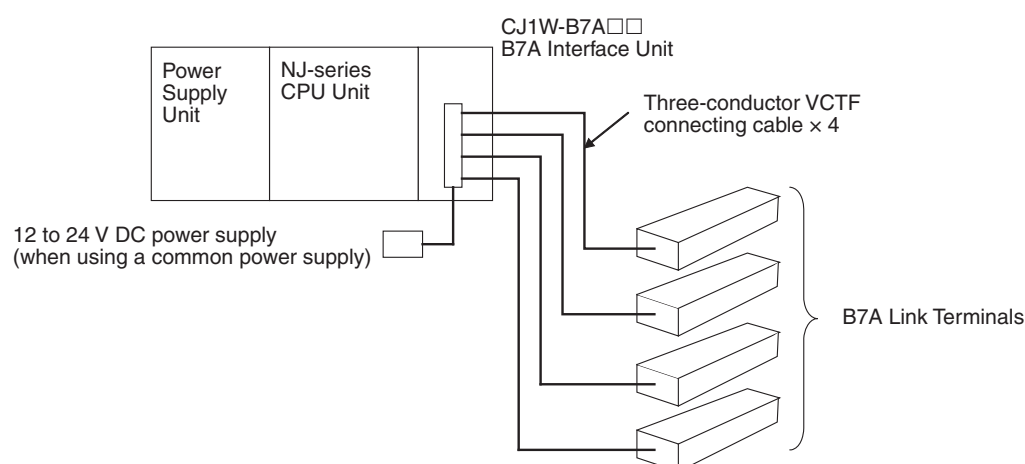 CJ1W-B7A□□
B7A Interface Unit
Power
Supply
Unit
NJ-series
CPU Unit
Three-conductor VCTF
connecting cable × 4
12 to 24 V DC power supply
(when using a common power supply)
B7A Link Terminals